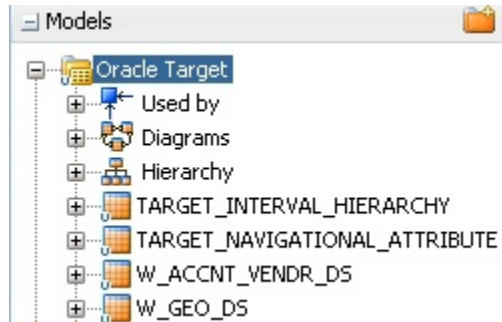 Models
Oracle Target
Used by
Diagrams
Hierarchy
TARGET_INTERVAL_HIERARCHY
TARGET_NAVIGATIONAL_ATTRIBUTE
W_ACCNT_VENDR_DS
W_GEO_DS